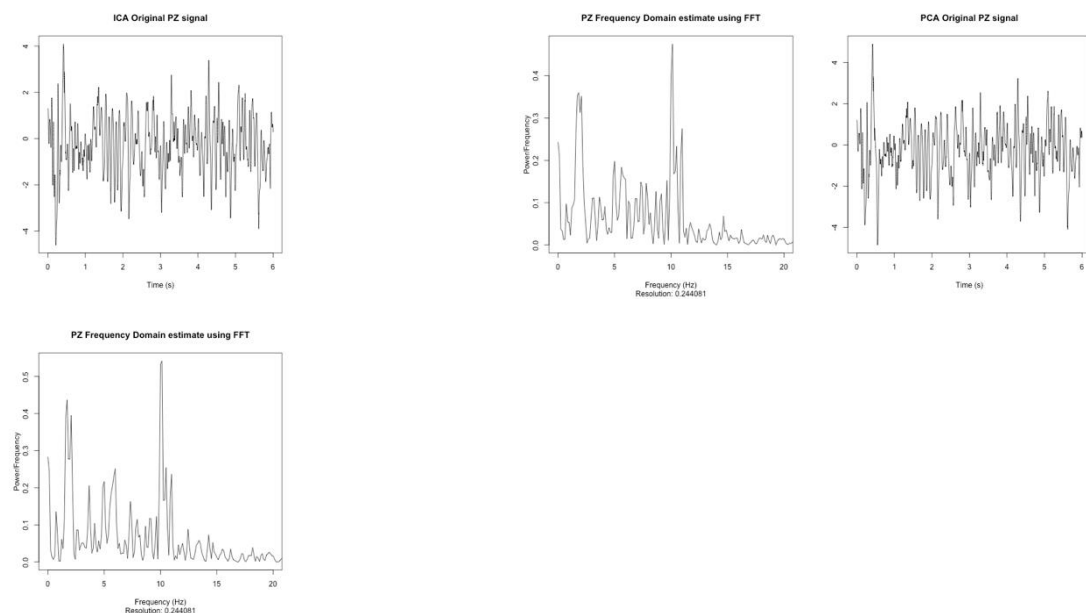 ICA Original PZ signal
4
2
0
-2
-4
0 1 2 3 4 5 6
Time (s)
PZ Frequency Domain estimate using FFT
Power/Frequency
0.4
0.3
0.2
0.1
0.0
0 5 10 15 20
Frequency (Hz)
Resolution: 0.244081
PCA Original PZ signal
4
2
0
-2
-4
0 1 2 3 4 5 6
Time (s)
PZ Frequency Domain estimate using FFT
Power/Frequency
0.5
0.4
0.3
0.2
0.1
0.0
0 5 10 15 20
Frequency (Hz)
Resolution: 0.244081